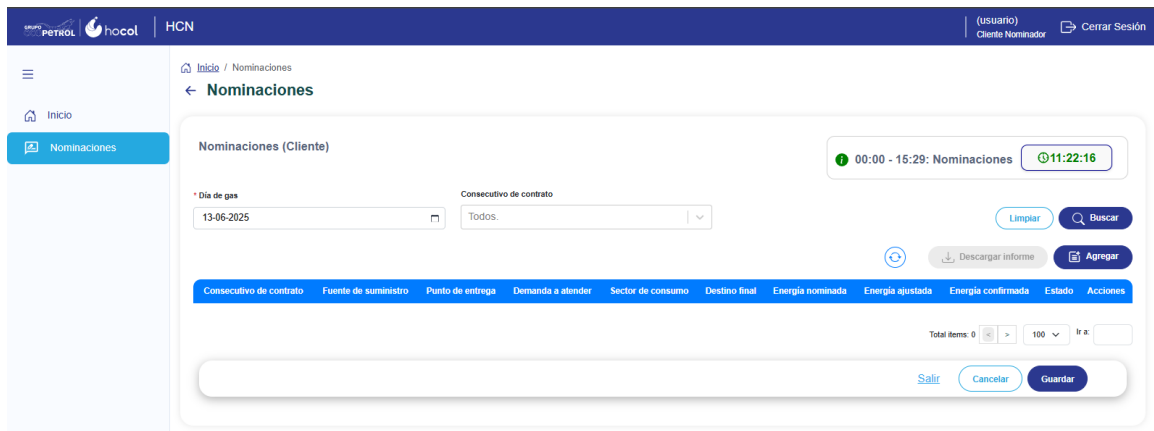 GRUPO PETROL hocol HCN (usuario) Cliente Nominador Cerrar Sesión
Inicio / Nominaciones
Nominaciones
Inicio
Nominaciones
Nominaciones (Cliente)
00:00 - 15:29: Nominaciones 11:22:16
* Día de gas Consecutivo de contrato
13-06-2025 Todos. Limpiar Buscar
Descargar informe Agregar
Consecutivo de contrato Fuente de suministro Punto de entrega Demanda a atender Sector de consumo Destino final Energía nominada Energía ajustada Energía confirmada Estado Acciones
Total items: 0 < > 100 Ir a:
Salir Cancelar Guardar